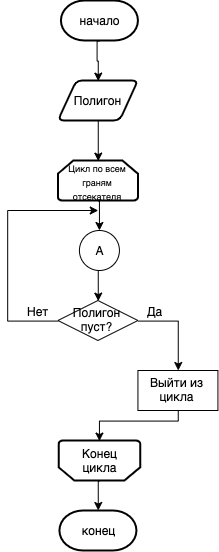 начало
Полигон
Цикл по всем
граням
отсекателя
А
Нет
Полигон
пуст?
Да
Выйти из
цикла
Конец
цикла
конец